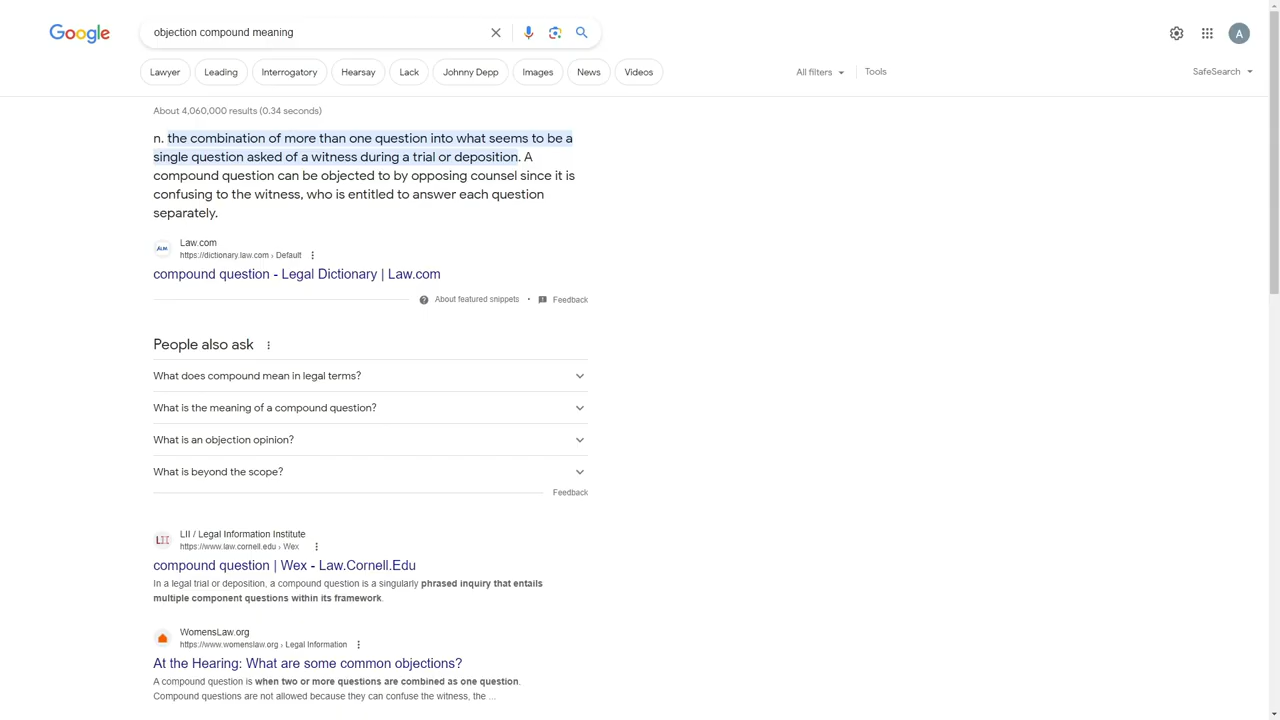 Google
objection compound meaning
A
Lawyer Leading Interrogatory Hearsay Lack Johnny Depp Images News Videos All filters Tools SafeSearch
About 4,060,000 results (0.34 seconds)
n. the combination of more than one question into what seems to be a
single question asked of a witness during a trial or deposition. A
compound question can be objected to by opposing counsel since it is
confusing to the witness, who is entitled to answer each question
separately.
ALM
Law.com
https://dictionary.law.com › Default
compound question - Legal Dictionary | Law.com
About featured snippets • Feedback
People also ask
What does compound mean in legal terms?
What is the meaning of a compound question?
What is an objection opinion?
What is beyond the scope?
Feedback
LII
LII / Legal Information Institute
https://www.law.cornell.edu › Wex
compound question | Wex - Law.Cornell.Edu
In a legal trial or deposition, a compound question is a singularly phrased inquiry that entails
multiple component questions within its framework.
WomensLaw.org
https://www.womenslaw.org › Legal Information
At the Hearing: What are some common objections?
A compound question is when two or more questions are combined as one question.
Compound questions are not allowed because they can confuse the witness, the ...